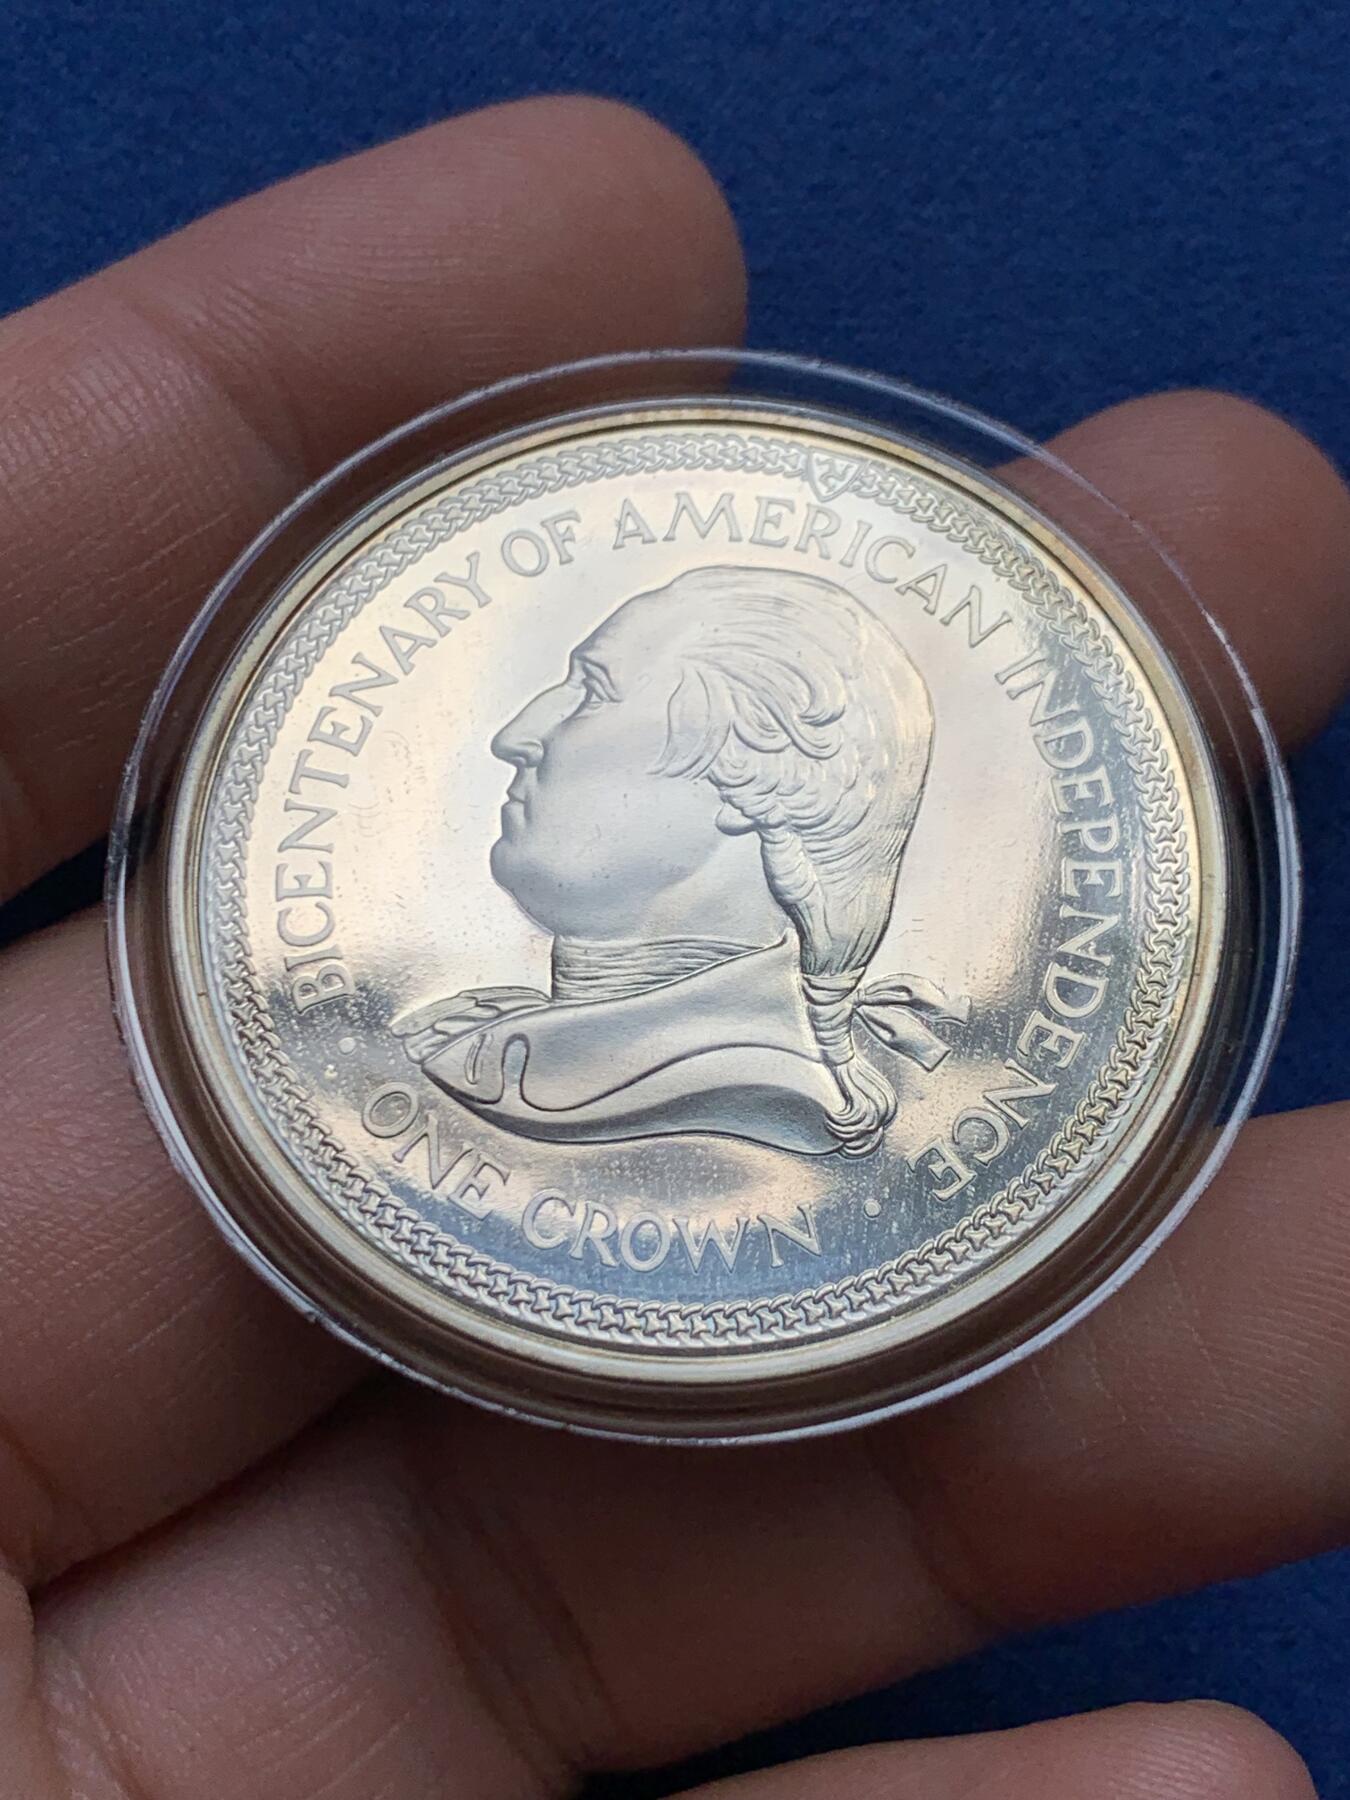 BICENTENARY OF AMERICAN INDEPENDENCE
· ONE CROWN ·